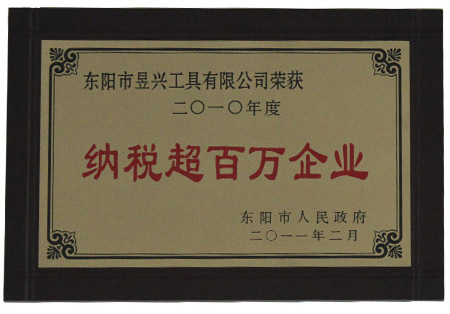 东阳市昱兴工具有限公司荣获
二〇一〇年度
纳税超百万企业
东阳市人民政府
二〇一一年二月